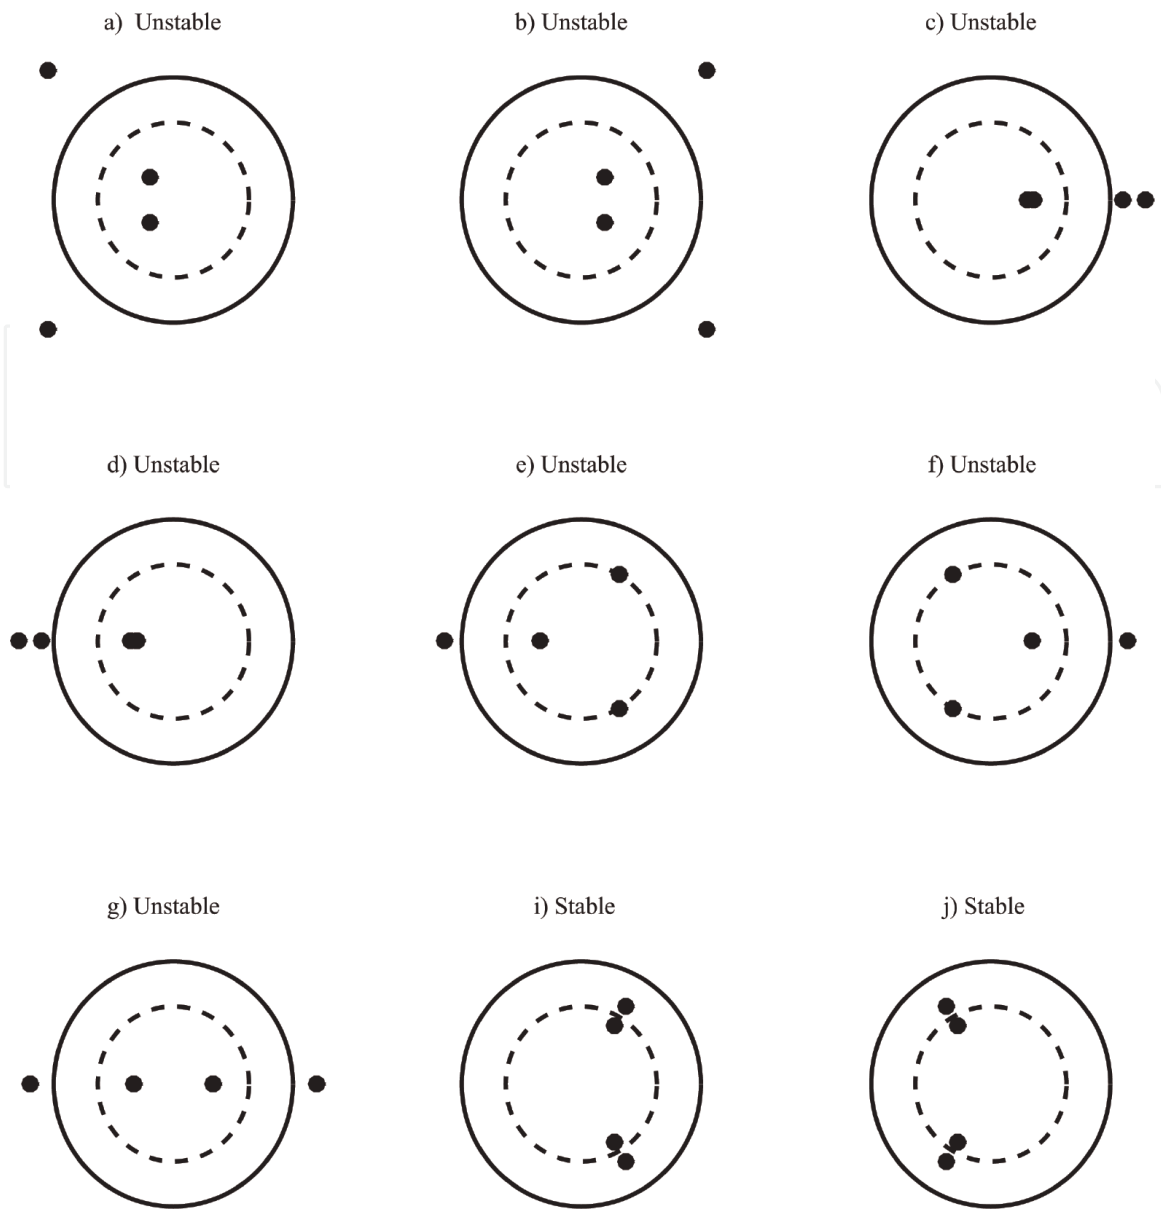 a) Unstable
b) Unstable
c) Unstable
d) Unstable
e) Unstable
f) Unstable
g) Unstable
i) Stable
j) Stable